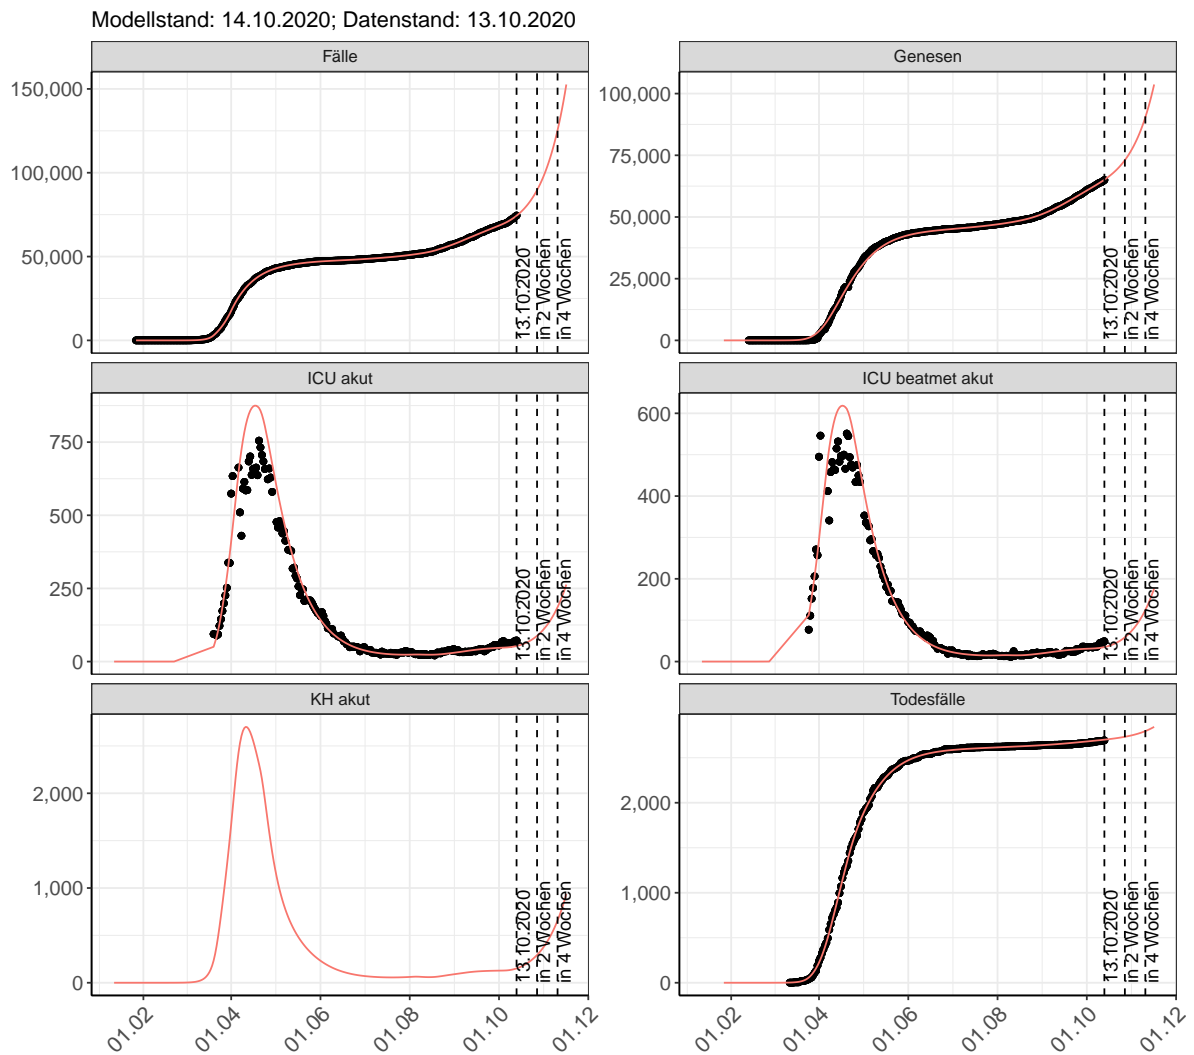 Modellstand: 14.10.2020; Datenstand: 13.10.2020
Fälle
150,000
100,000
50,000
0
13.10.2020
in 2 Wochen
in 4 Wochen
Genesen
100,000
75,000
50,000
25,000
0
13.10.2020
in 2 Wochen
in 4 Wochen
ICU akut
750
500
250
0
13.10.2020
in 2 Wochen
in 4 Wochen
ICU beatmet akut
600
400
200
0
13.10.2020
in 2 Wochen
in 4 Wochen
KH akut
2,000
1,000
0
13.10.2020
in 2 Wochen
in 4 Wochen
01.02
01.04
01.06
01.08
01.10
01.12
Todesfälle
2,000
1,000
0
13.10.2020
in 2 Wochen
in 4 Wochen
01.02
01.04
01.06
01.08
01.10
01.12